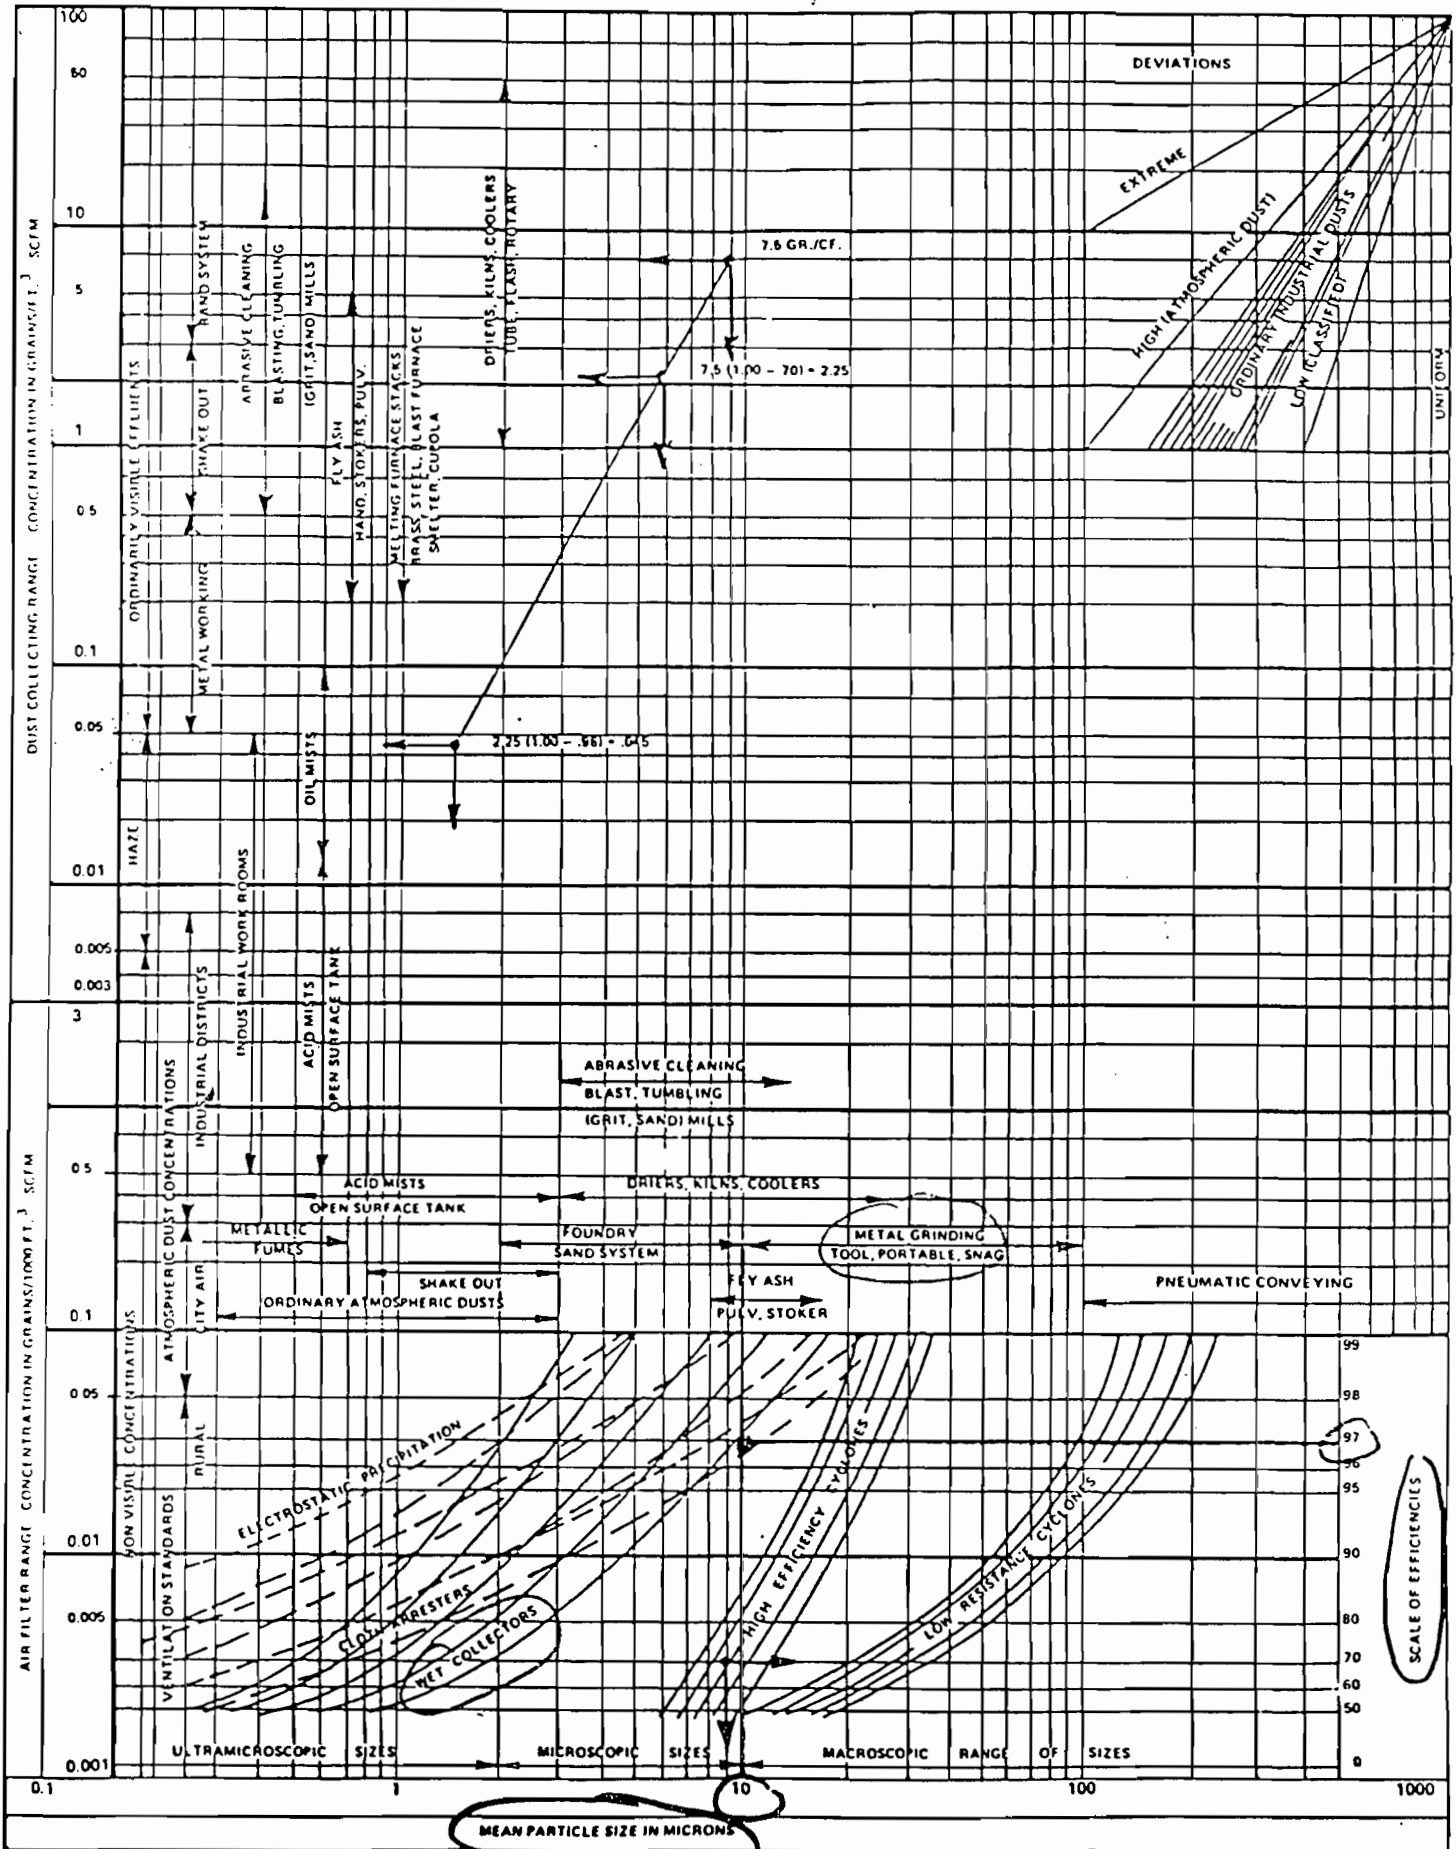 100
50
10
5
1
0 5
0.1
0.05
0.01
0.005
0.003
3
0 5
0.1
0 05
0.01
0.005
0.001
DUST COLLECTING RANGE CONCENTRATION IN GRAINS/FT.³ SCFM
AIR FILTER RANGE CONCENTRATION IN GRAINS/1000 FT.³ SCFM
ORDINARILY VISIBLE EFFLUENTS
HAZE
NON VISIBLE CONCENTRATIONS
METAL WORKING
SHAKE OUT
SAND SYSTEM
ABRASIVE CLEANING
BLASTING, TUMBLING
(GRIT, SAND) MILLS
FLY ASH
HAND, STOKERS, PULV.
MELTING FURNACE STACKS
BRASS, STEEL, BLAST FURNACE
SMELTER, CUPOLA
DRIERS, KILNS, COOLERS
TUBE, FLASH, ROTARY
OIL MISTS
INDUSTRIAL WORK ROOMS
ACID MISTS
OPEN SURFACE TANK
VENTILATION STANDARDS
ATMOSPHERIC DUST CONCENTRATIONS
RURAL
CITY AIR
INDUSTRIAL DISTRICTS
7.5 GR./CF.
7.5 (1.00 - 70) = 2.25
2.25 (1.00 - .98) = .045
DEVIATIONS
EXTREME
HIGH (ATMOSPHERIC DUST)
ORDINARY INDUSTRIAL DUSTS
LOW (CLASSIFIED)
UNIFORM
ABRASIVE CLEANING
BLAST, TUMBLING
(GRIT, SAND) MILLS
ACID MISTS
OPEN SURFACE TANK
DRIERS, KILNS, COOLERS
METALLIC
FUMES
FOUNDRY
SAND SYSTEM
METAL GRINDING
TOOL, PORTABLE, SNAG
SHAKE OUT
ORDINARY ATMOSPHERIC DUSTS
FLY ASH
PULV, STOKER
PNEUMATIC CONVEYING
ELECTROSTATIC PRECIPITATION
CLOTH ARRESTERS
WET COLLECTORS
HIGH EFFICIENCY CYCLONES
LOW RESISTANCE CYCLONES
99
98
97
96
95
90
80
70
60
50
0
SCALE OF EFFICIENCIES
ULTRAMICROSCOPIC SIZES
MICROSCOPIC SIZES
MACROSCOPIC RANGE OF SIZES
0.1 1 10 100 1000
MEAN PARTICLE SIZE IN MICRONS